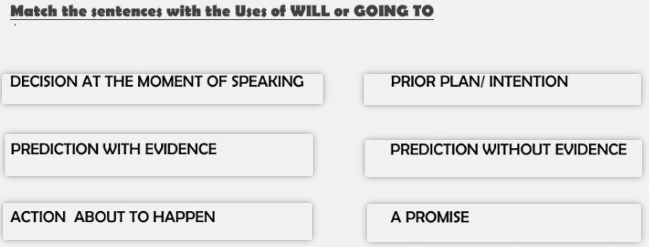 Match the sentences with the Uses of WILL or GOING TO
DECISION AT THE MOMENT OF SPEAKING
PRIOR PLAN/ INTENTION
PREDICTION WITH EVIDENCE
PREDICTION WITHOUT EVIDENCE
ACTION ABOUT TO HAPPEN
A PROMISE